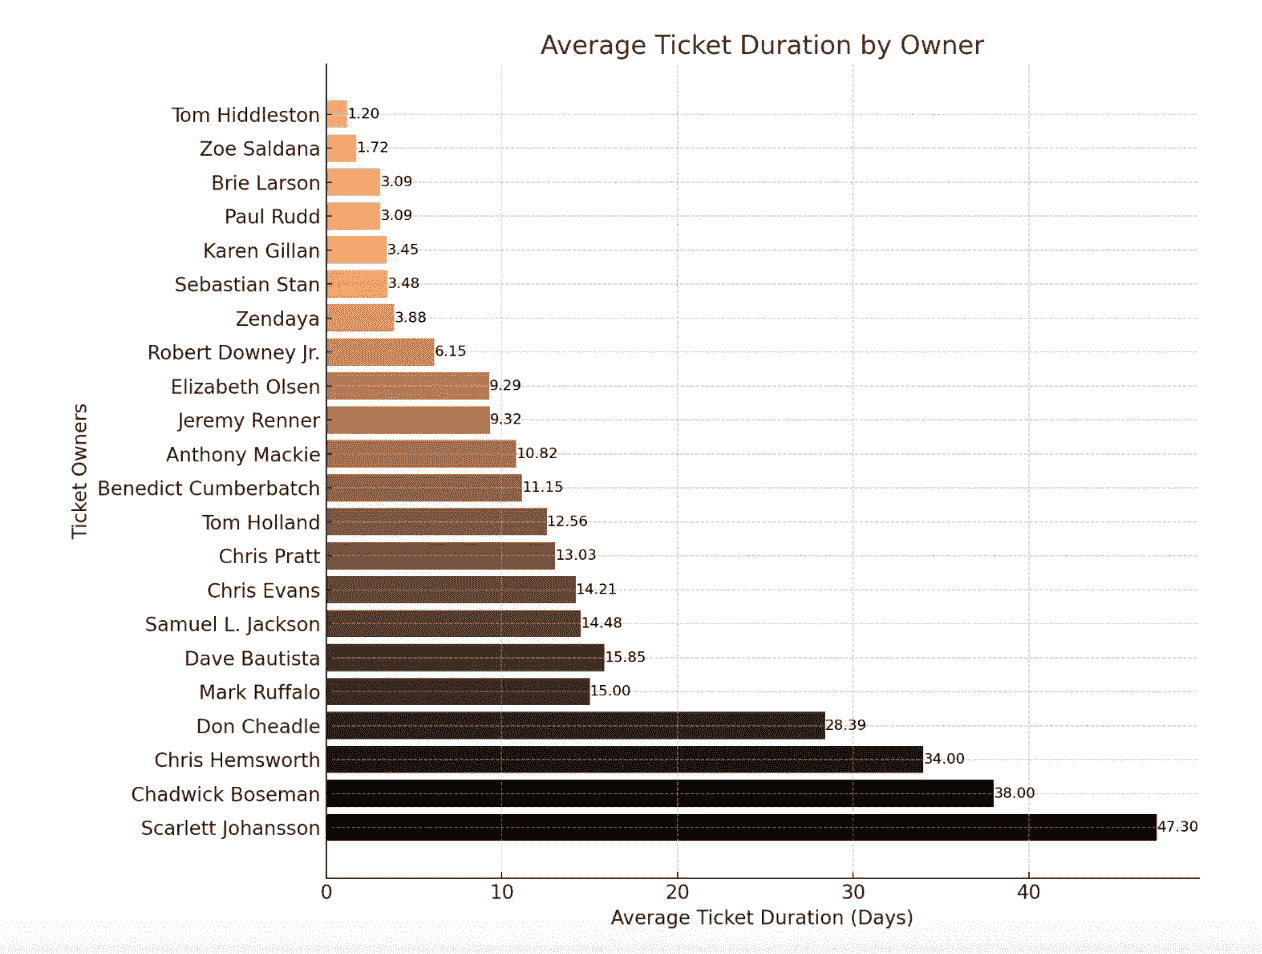 Average Ticket Duration by Owner
Tom Hiddleston 1.20
Zoe Saldana 1.72
Brie Larson 3.09
Paul Rudd 3.09
Karen Gillan 3.45
Sebastian Stan 3.48
Zendaya 3.88
Robert Downey Jr. 6.15
Elizabeth Olsen 9.29
Jeremy Renner 9.32
Anthony Mackie 10.82
Ticket Owners
Benedict Cumberbatch 11.15
Tom Holland 12.56
Chris Pratt 13.03
Chris Evans 14.21
Samuel L. Jackson 14.48
Dave Bautista 15.85
Mark Ruffalo 15.00
Don Cheadle 28.39
Chris Hemsworth 34.00
Chadwick Boseman 38.00
Scarlett Johansson 47.30
0 10 20 30 40
Average Ticket Duration (Days)